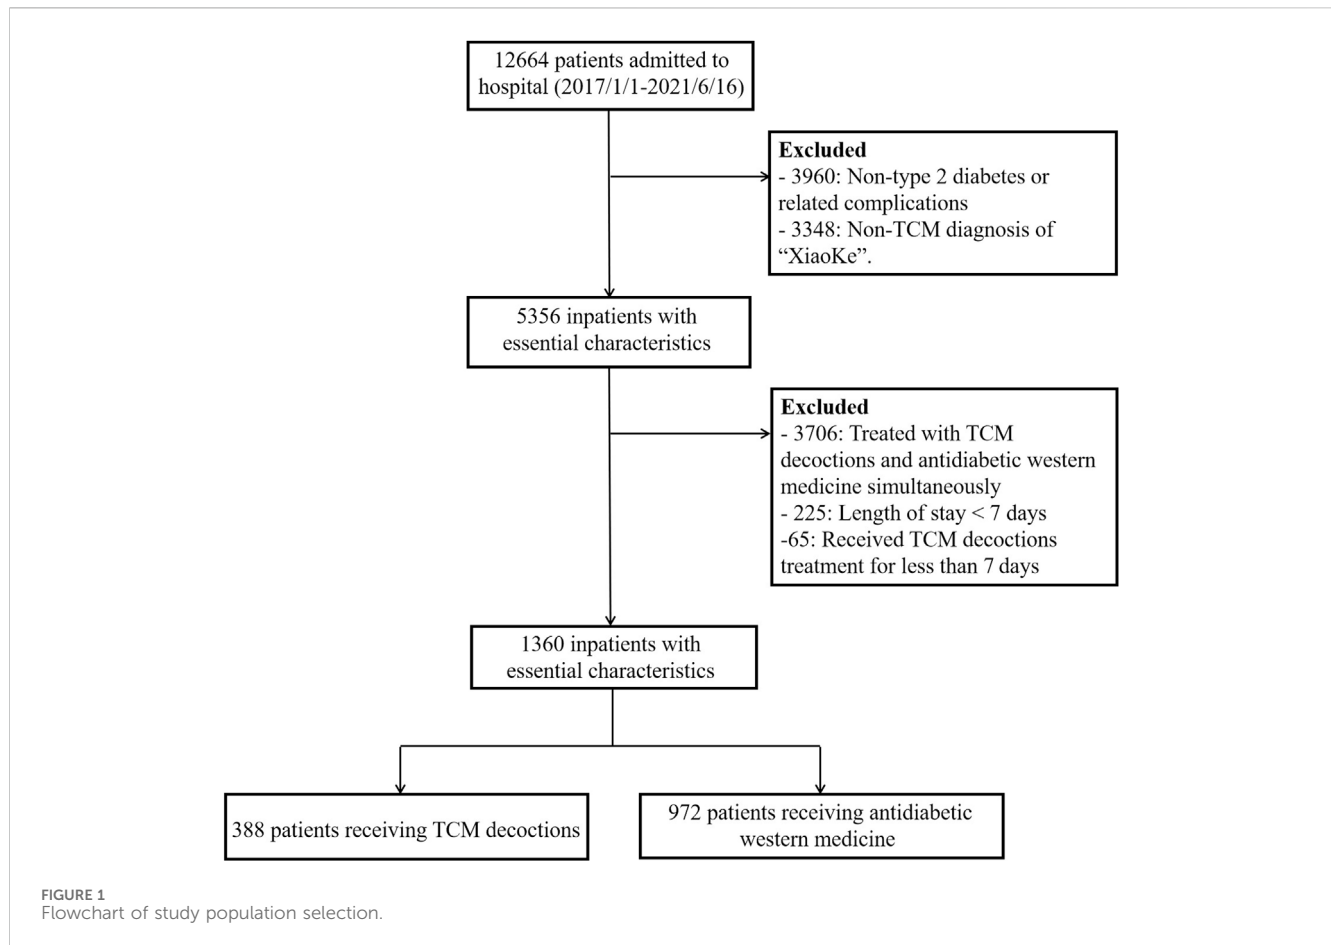 12664 patients admitted to
hospital (2017/1/1-2021/6/16)
Excluded
- 3960: Non-type 2 diabetes or
related complications
- 3348: Non-TCM diagnosis of
“XiaoKe”.
5356 inpatients with
essential characteristics
Excluded
- 3706: Treated with TCM
decoctions and antidiabetic western
medicine simultaneously
- 225: Length of stay < 7 days
-65: Received TCM decoctions
treatment for less than 7 days
1360 inpatients with
essential characteristics
388 patients receiving TCM decoctions
972 patients receiving antidiabetic
western medicine
FIGURE 1
Flowchart of study population selection.